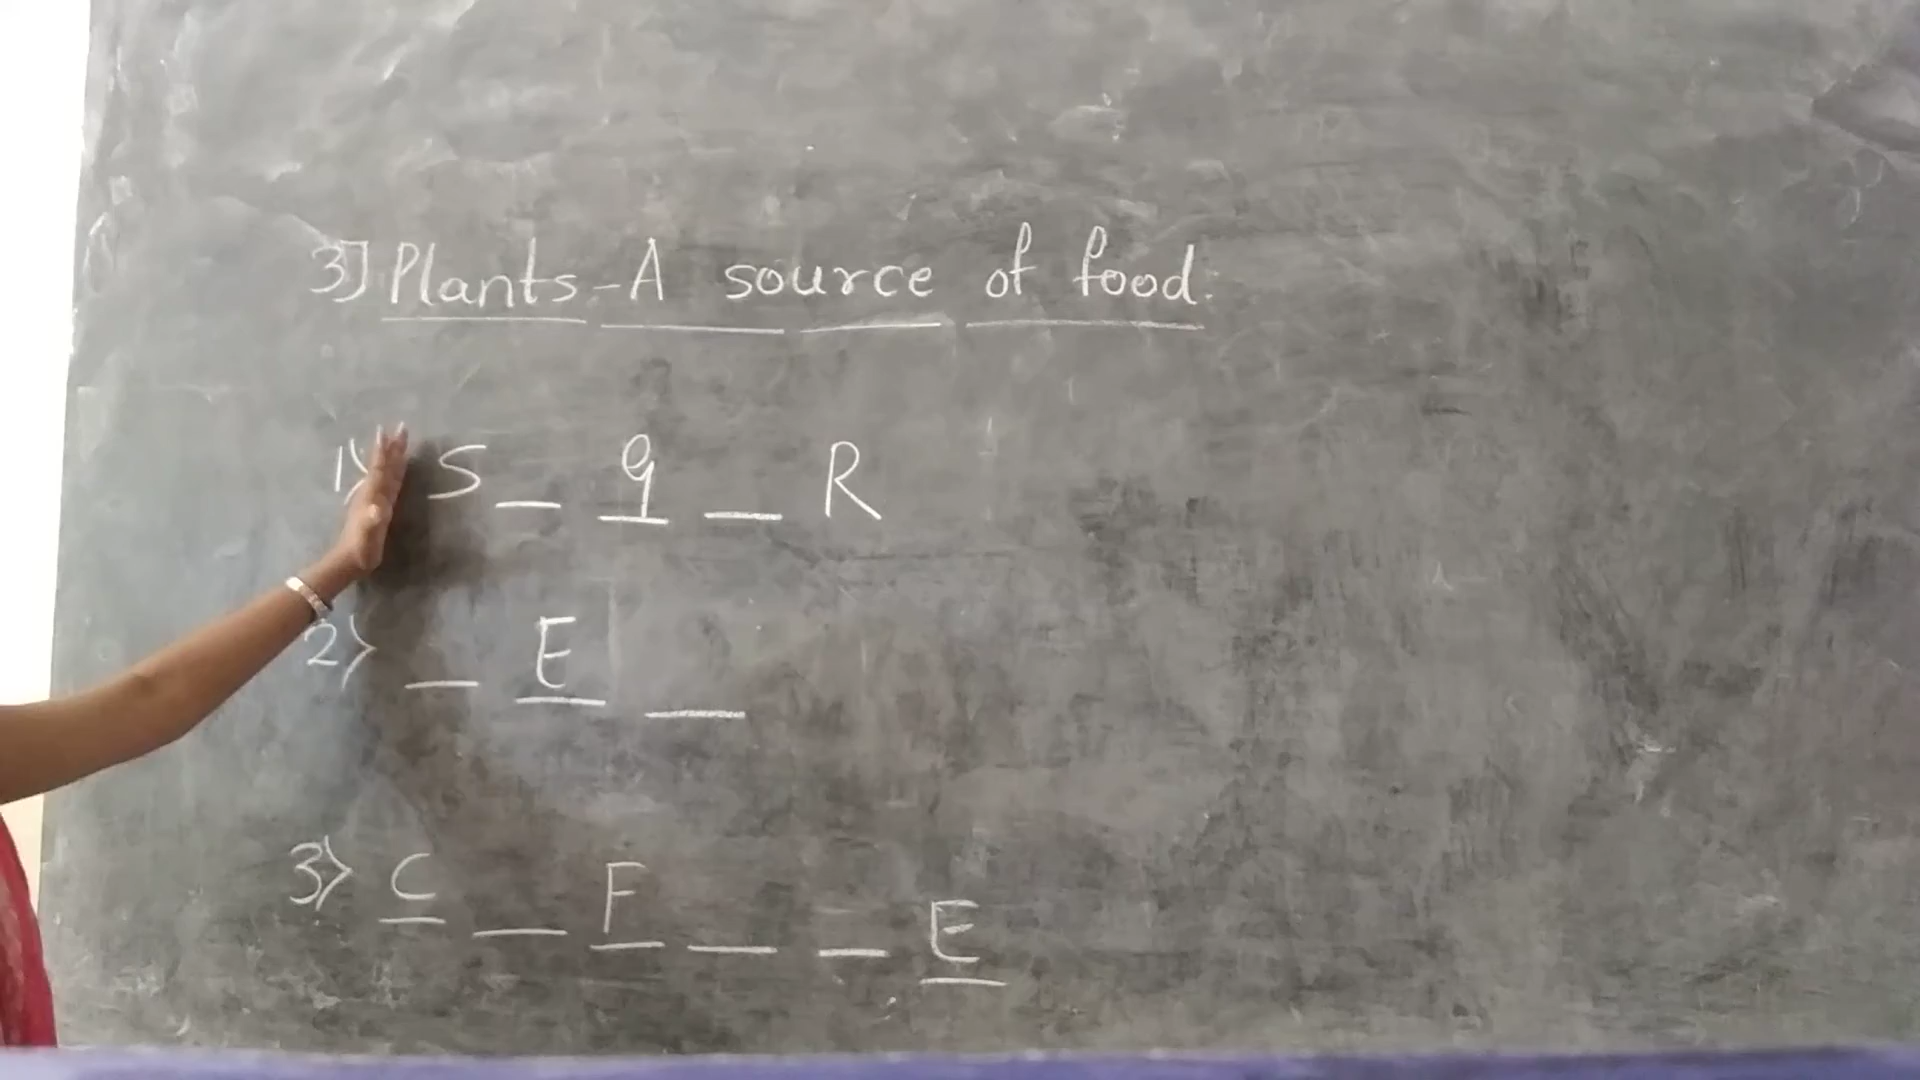 3] Plants - A source of food.
1) S _ g _ R
2) _ E _
3) C _ F _ _ E